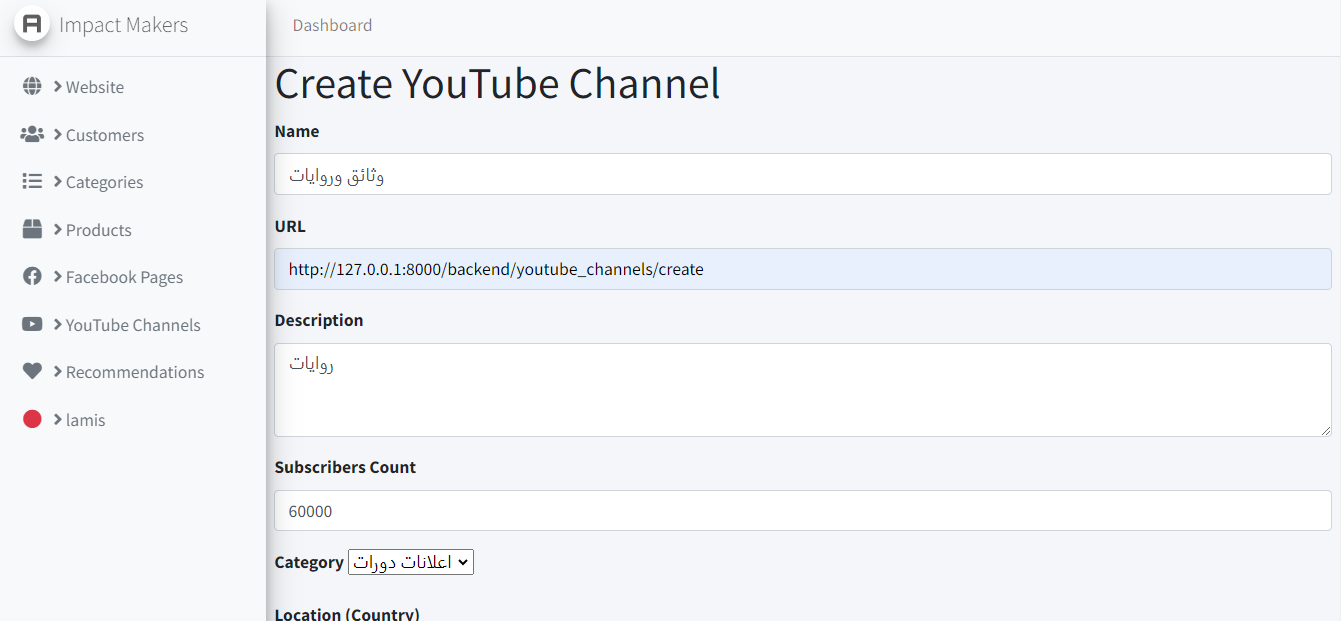 Impact Makers
Dashboard
Website
Customers
Categories
Products
Facebook Pages
YouTube Channels
Recommendations
lamis
Create YouTube Channel
Name
وثائق وروايات
URL
http://127.0.0.1:8000/backend/youtube_channels/create
Description
روايات
Subscribers Count
60000
Category اعلانات دورات
Location (Country)